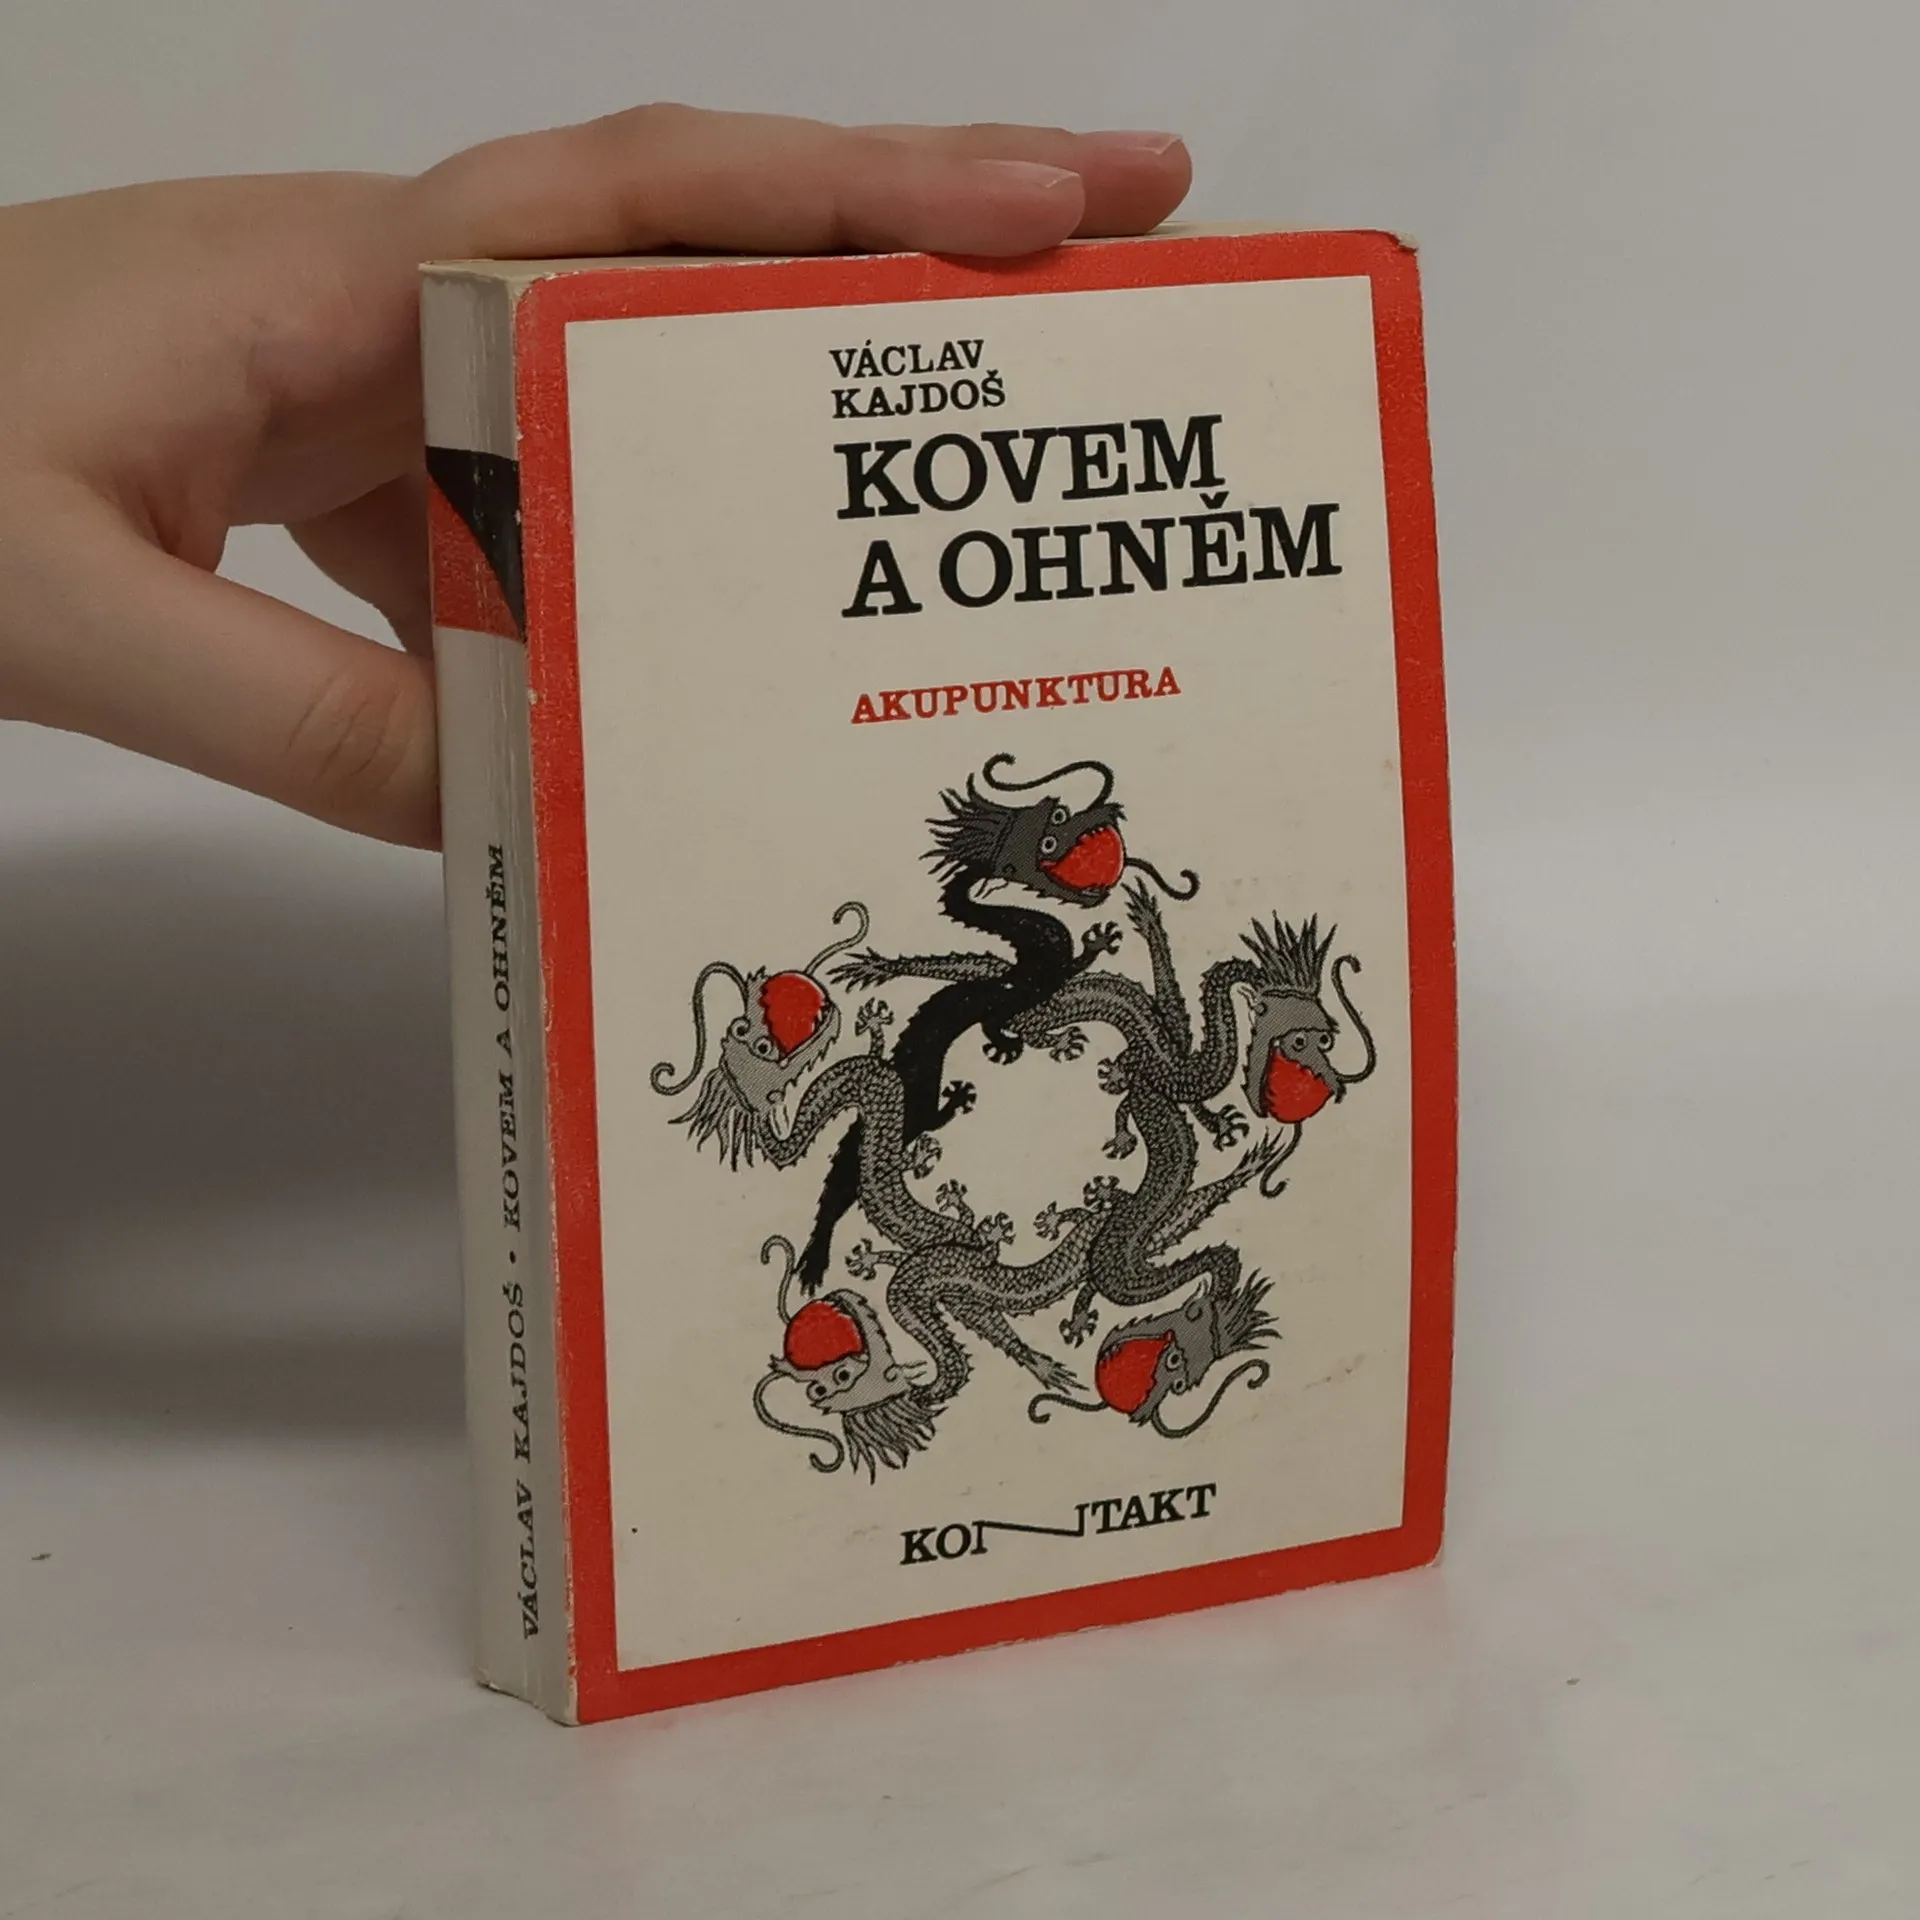 VÁCLAV
KAJDOŠ
KOVEM
A OHNĚM
AKUPUNKTURA
KONTAKT
VÁCLAV KAJDOŠ • KOVEM A OHNĚM